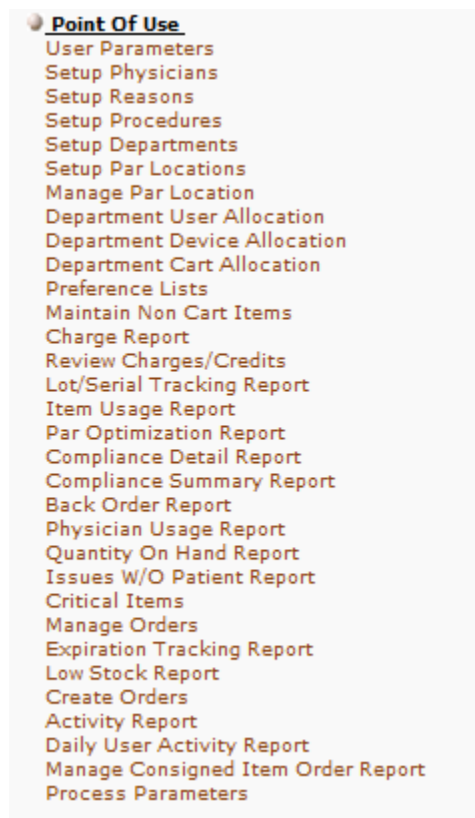 Point Of Use
User Parameters
Setup Physicians
Setup Reasons
Setup Procedures
Setup Departments
Setup Par Locations
Manage Par Location
Department User Allocation
Department Device Allocation
Department Cart Allocation
Preference Lists
Maintain Non Cart Items
Charge Report
Review Charges/Credits
Lot/Serial Tracking Report
Item Usage Report
Par Optimization Report
Compliance Detail Report
Compliance Summary Report
Back Order Report
Physician Usage Report
Quantity On Hand Report
Issues W/O Patient Report
Critical Items
Manage Orders
Expiration Tracking Report
Low Stock Report
Create Orders
Activity Report
Daily User Activity Report
Manage Consigned Item Order Report
Process Parameters